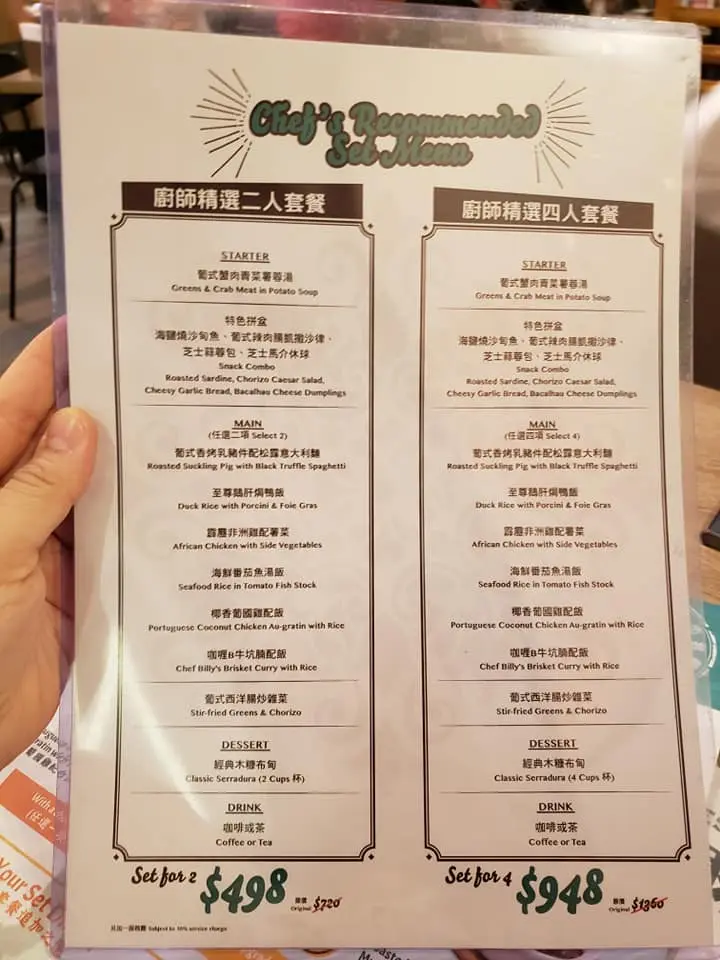 Chef's Recommended
Set Menu
廚師精選二人套餐
STARTER
葡式蟹肉青菜薯蓉湯
Greens & Crab Meat in Potato Soup
特色拼盆
海鹽燒沙甸魚、葡式辣肉腸凱撒沙律、
芝士蒜蓉包、芝士馬介休球
Snack Combo
Roasted Sardine, Chorizo Caesar Salad,
Cheesy Garlic Bread, Bacalhau Cheese Dumplings
MAIN
(任選二項 Select 2)
葡式香烤乳豬件配松露意大利麵
Roasted Suckling Pig with Black Truffle Spaghetti
至尊鵝肝焗鴨飯
Duck Rice with Porcini & Foie Gras
霹靂非洲雞配薯菜
African Chicken with Side Vegetables
海鮮番茄魚湯飯
Seafood Rice in Tomato Fish Stock
椰香葡國雞配飯
Portuguese Coconut Chicken Au-gratin with Rice
咖喱B牛坑腩配飯
Chef Billy's Brisket Curry with Rice
葡式西洋腸炒雜菜
Stir-fried Greens & Chorizo
DESSERT
經典木糠布甸
Classic Serradura (2 Cups 杯)
DRINK
咖啡或茶
Coffee or Tea
Set for 2 $498 原價 Original $720
廚師精選四人套餐
STARTER
葡式蟹肉青菜薯蓉湯
Greens & Crab Meat in Potato Soup
特色拼盆
海鹽燒沙甸魚、葡式辣肉腸凱撒沙律、
芝士蒜蓉包、芝士馬介休球
Snack Combo
Roasted Sardine, Chorizo Caesar Salad,
Cheesy Garlic Bread, Bacalhau Cheese Dumplings
MAIN
(任選四項 Select 4)
葡式香烤乳豬件配松露意大利麵
Roasted Suckling Pig with Black Truffle Spaghetti
至尊鵝肝焗鴨飯
Duck Rice with Porcini & Foie Gras
霹靂非洲雞配薯菜
African Chicken with Side Vegetables
海鮮番茄魚湯飯
Seafood Rice in Tomato Fish Stock
椰香葡國雞配飯
Portuguese Coconut Chicken Au-gratin with Rice
咖喱B牛坑腩配飯
Chef Billy's Brisket Curry with Rice
葡式西洋腸炒雜菜
Stir-fried Greens & Chorizo
DESSERT
經典木糠布甸
Classic Serradura (4 Cups 杯)
DRINK
咖啡或茶
Coffee or Tea
Set for 4 $948 原價 Original $1360
另加一服務費 Subject to 10% service charge